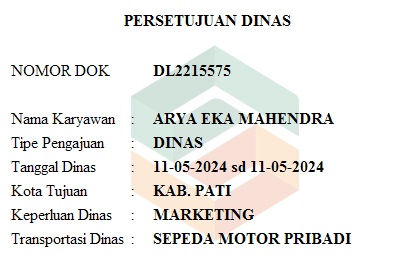 PERSETUJUAN DINAS
NOMOR DOK DL2215575
Nama Karyawan : ARYA EKA MAHENDRA
Tipe Pengajuan : DINAS
Tanggal Dinas : 11-05-2024 sd 11-05-2024
Kota Tujuan : KAB. PATI
Keperluan Dinas : MARKETING
Transportasi Dinas : SEPEDA MOTOR PRIBADI